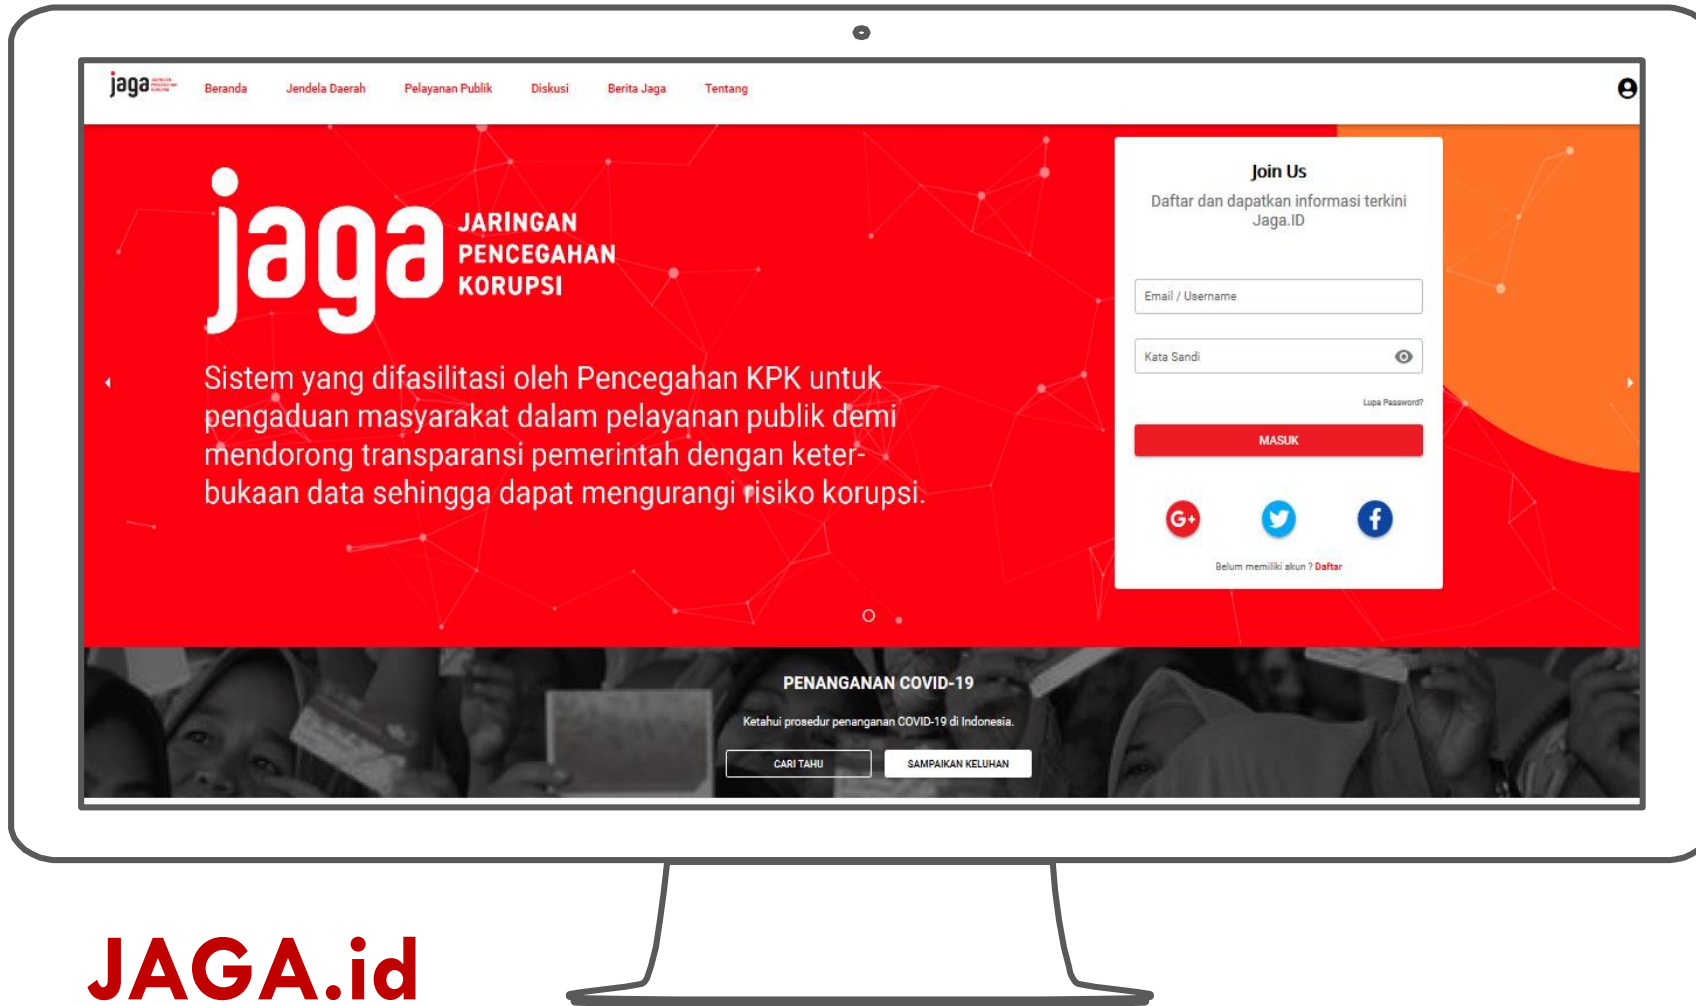 jaga JARINGAN PENCEGAHAN KORUPSI
Beranda Jendela Daerah Pelayanan Publik Diskusi Berita Jaga Tentang
jaga
JARINGAN
PENCEGAHAN
KORUPSI
Sistem yang difasilitasi oleh Pencegahan KPK untuk
pengaduan masyarakat dalam pelayanan publik demi
mendorong transparansi pemerintah dengan keter-
bukaan data sehingga dapat mengurangi risiko korupsi.
Join Us
Daftar dan dapatkan informasi terkini
Jaga.ID
Email / Username
Kata Sandi
Lupa Password?
MASUK
G+
Belum memiliki akun ? Daftar
PENANGANAN COVID-19
Ketahui prosedur penanganan COVID-19 di Indonesia.
CARI TAHU SAMPAIKAN KELUHAN
JAGA.id